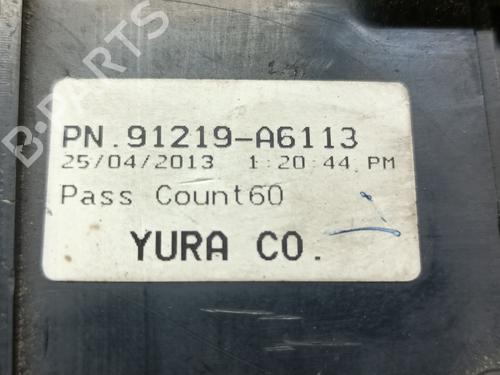 B-PARTS
PN.91219-A6113
25/04/2013 1:20:44 PM
Pass Count60
YURA CO.